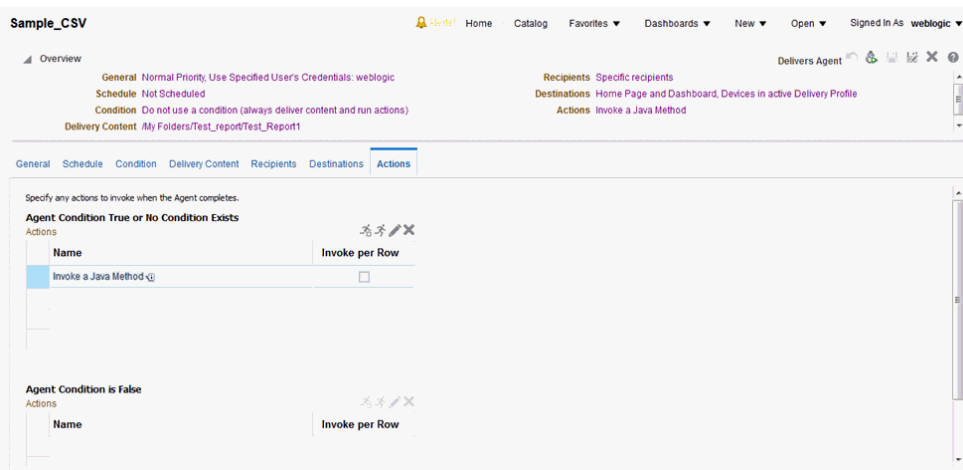 Sample_CSV
Home Catalog Favorites ▼ Dashboards ▼ New ▼ Open ▼ Signed In As weblogic ▼
Overview
Delivers Agent
General Normal Priority, Use Specified User's Credentials: weblogic
Recipients Specific recipients
Schedule Not Scheduled
Destinations Home Page and Dashboard, Devices in active Delivery Profile
Condition Do not use a condition (always deliver content and run actions)
Actions Invoke a Java Method
Delivery Content /My Folders/Test_report/Test_Report1
General Schedule Condition Delivery Content Recipients Destinations Actions
Specify any actions to invoke when the Agent completes.
Agent Condition True or No Condition Exists
Actions
Name Invoke per Row
Invoke a Java Method
Agent Condition is False
Actions
Name Invoke per Row